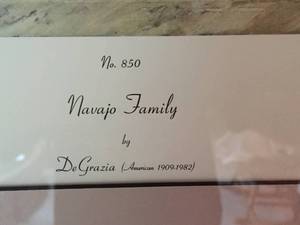 No. 850
Navajo Family
by
DeGrazia (American 1909-1982)